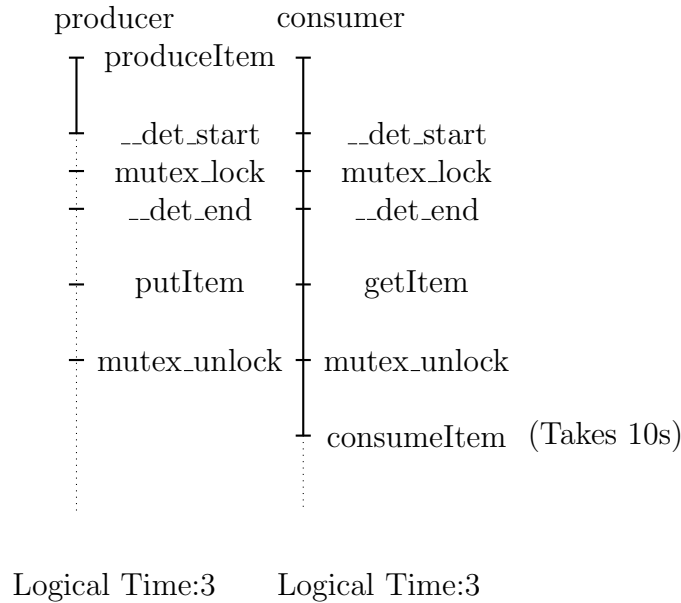 producer consumer
produceItem
__det_start __det_start
mutex_lock mutex_lock
__det_end __det_end
putItem getItem
mutex_unlock mutex_unlock
consumeItem (Takes 10s)
Logical Time:3 Logical Time:3